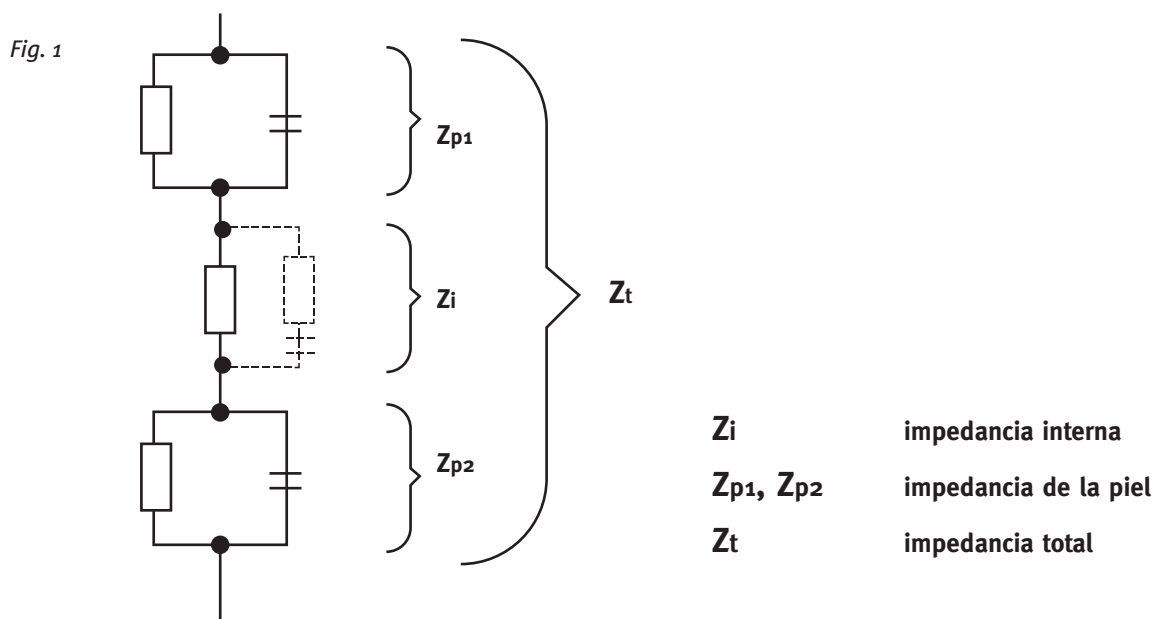 Fig. 1
Zp1
Zi
Zt
Zp2
Zi impedancia interna
Zp1, Zp2 impedancia de la piel
Zt impedancia total